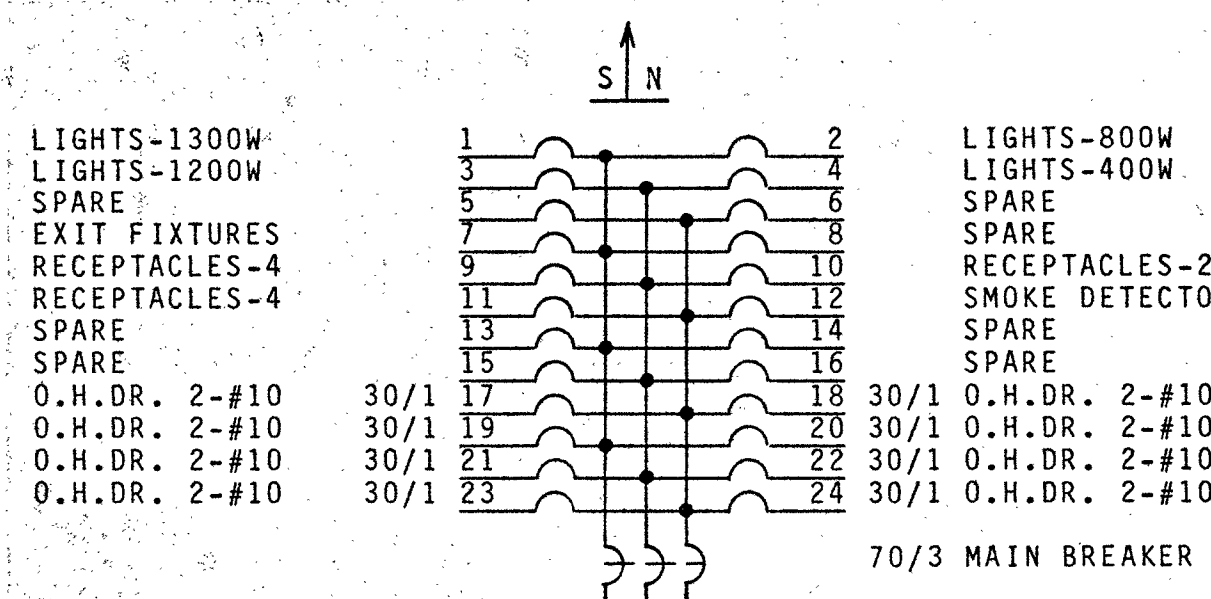 S N
LIGHTS-1300W 1 2 LIGHTS-800W
LIGHTS-1200W 3 4 LIGHTS-400W
SPARE 5 6 SPARE
EXIT FIXTURES 7 8 SPARE
RECEPTACLES-4 9 10 RECEPTACLES-2
RECEPTACLES-4 11 12 SMOKE DETECTO
SPARE 13 14 SPARE
SPARE 15 16 SPARE
O.H.DR. 2-#10 30/1 17 18 30/1 O.H.DR. 2-#10
O.H.DR. 2-#10 30/1 19 20 30/1 O.H.DR. 2-#10
O.H.DR. 2-#10 30/1 21 22 30/1 O.H.DR. 2-#10
O.H.DR. 2-#10 30/1 23 24 30/1 O.H.DR. 2-#10
70/3 MAIN BREAKER